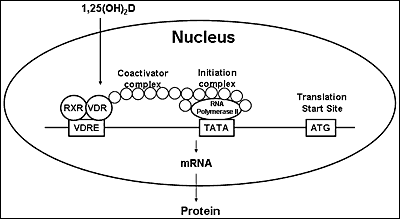 1,25(OH)₂D
Nucleus
Coactivator
complex
Initiation
complex
RXR
VDR
RNA
Polymerase II
Translation
Start Site
VDRE
TATA
ATG
mRNA
Protein